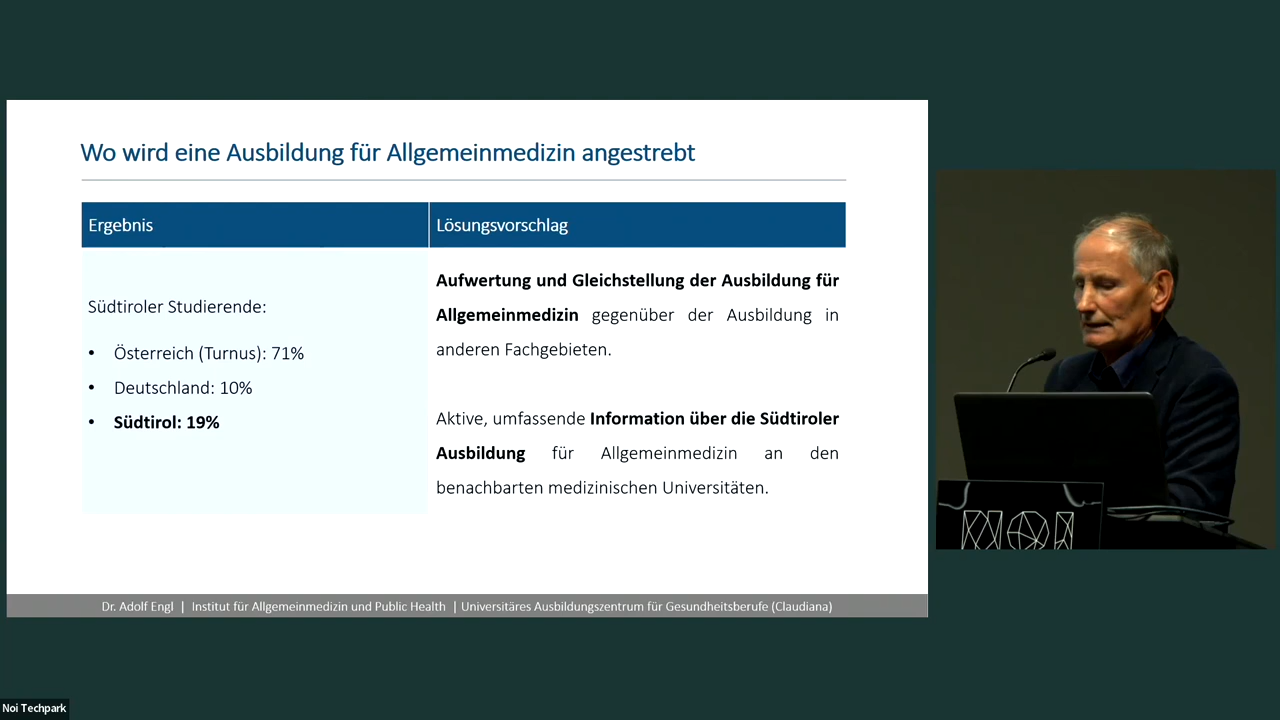 Wo wird eine Ausbildung für Allgemeinmedizin angestrebt
Ergebnis
Lösungsvorschlag
Südtiroler Studierende:
• Österreich (Turnus): 71%
• Deutschland: 10%
• Südtirol: 19%
Aufwertung und Gleichstellung der Ausbildung für
Allgemeinmedizin gegenüber der Ausbildung in
anderen Fachgebieten.
Aktive, umfassende Information über die Südtiroler
Ausbildung für Allgemeinmedizin an den
benachbarten medizinischen Universitäten.
Dr. Adolf Engl | Institut für Allgemeinmedizin und Public Health | Universitäres Ausbildungszentrum für Gesundheitsberufe (Claudiana)
NOI
Noi Techpark